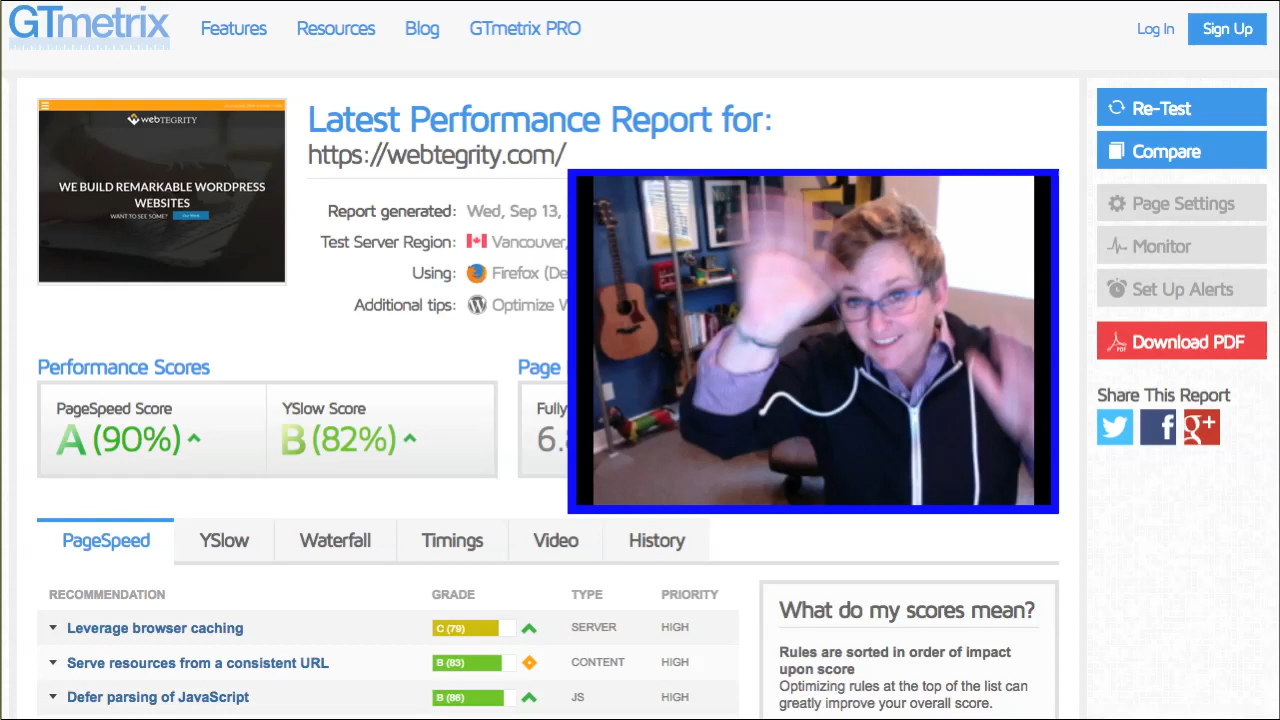 GTmetrix
Features
Resources
Blog
GTmetrix PRO
Log In
Sign Up
webTEGRITY
WE BUILD REMARKABLE WORDPRESS
WEBSITES
WANT TO SEE SOME?
Latest Performance Report for:
https://webtegrity.com/
Report generated: Wed, Sep 13,
Test Server Region: Vancouver,
Using: Firefox (De
Additional tips: Optimize W
Re-Test
Compare
Page Settings
Monitor
Set Up Alerts
PDF
Download PDF
Share This Report
f
g+
Performance Scores
PageSpeed Score
A (90%)
YSlow Score
B (82%)
Page
Fully
6.
PageSpeed
YSlow
Waterfall
Timings
Video
History
RECOMMENDATION GRADE TYPE PRIORITY
Leverage browser caching C (79) SERVER HIGH
Serve resources from a consistent URL B (83) CONTENT HIGH
Defer parsing of JavaScript B (86) JS HIGH
What do my scores mean?
Rules are sorted in order of impact
upon score
Optimizing rules at the top of the list can
greatly improve your overall score.